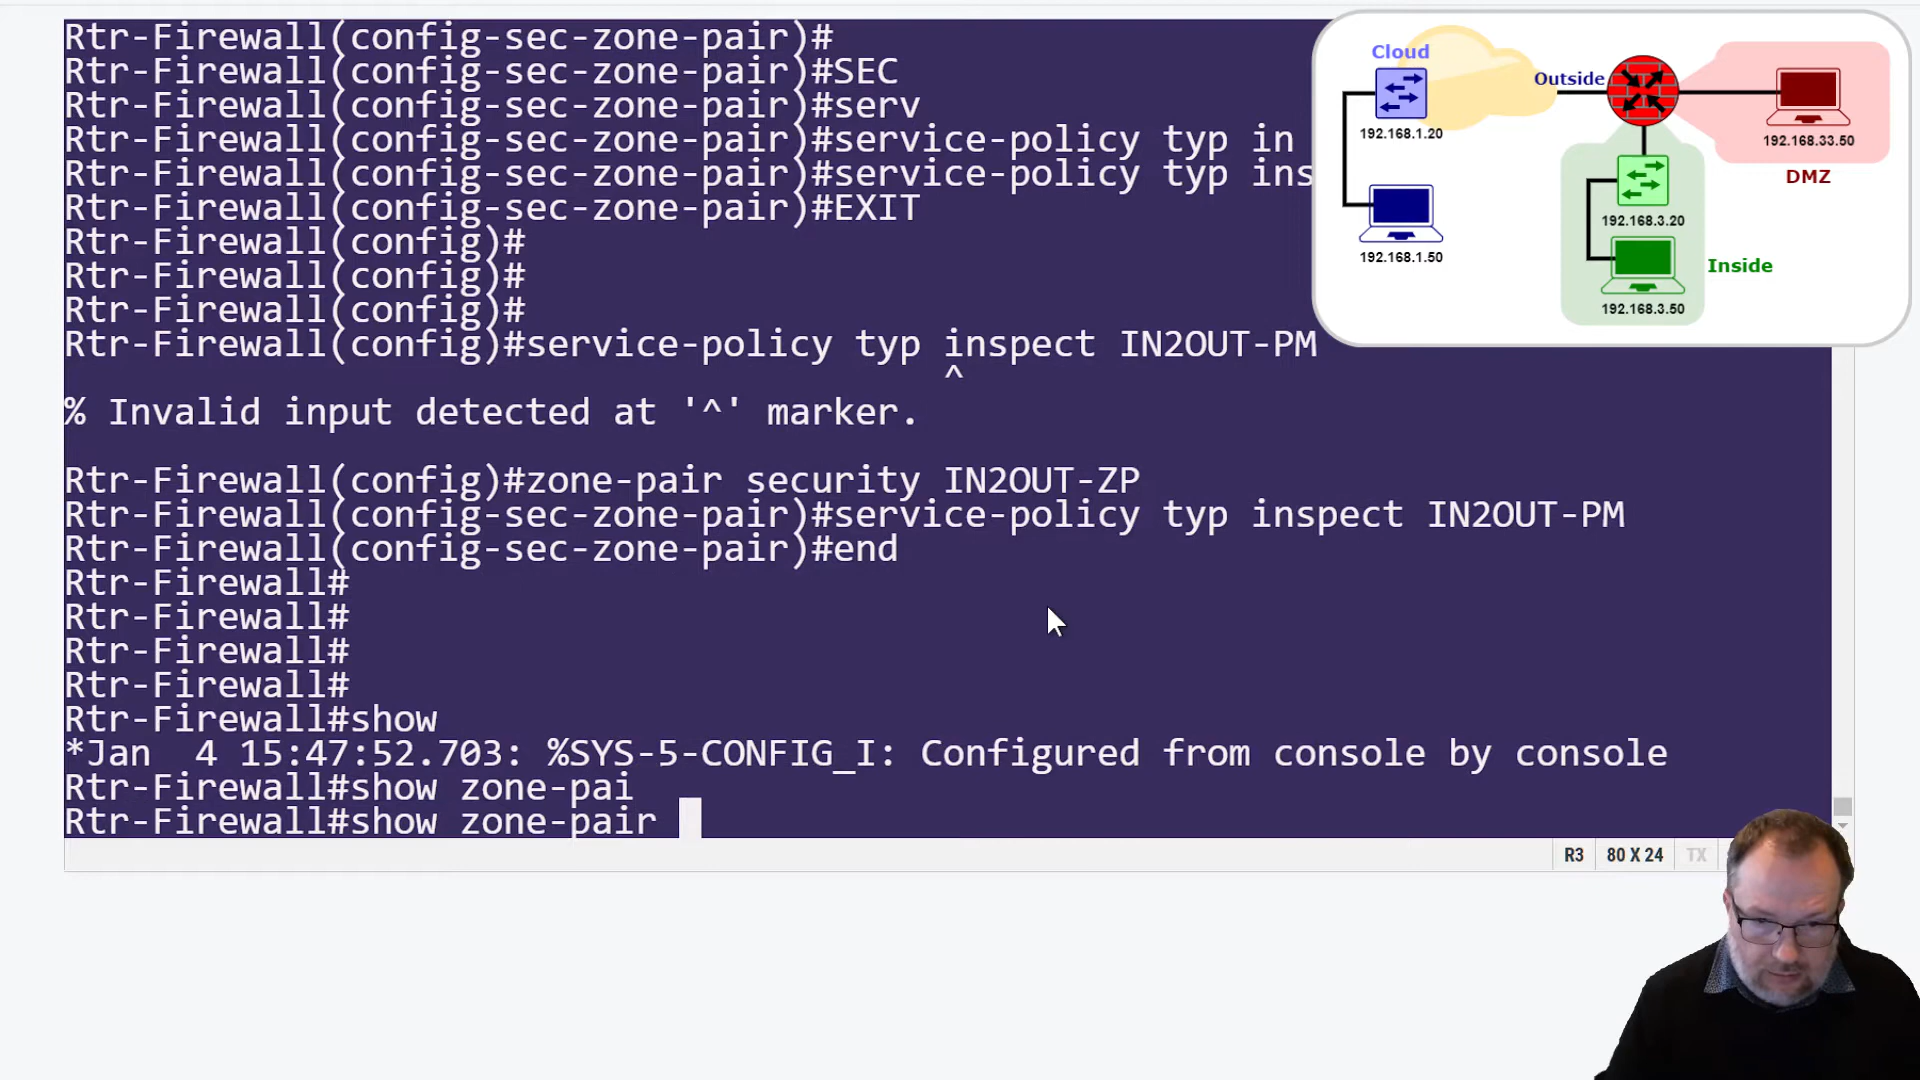 Rtr-Firewall(config-sec-zone-pair)#
Rtr-Firewall(config-sec-zone-pair)#SEC
Rtr-Firewall(config-sec-zone-pair)#serv
Rtr-Firewall(config-sec-zone-pair)#service-policy typ in
Rtr-Firewall(config-sec-zone-pair)#service-policy typ ins
Rtr-Firewall(config-sec-zone-pair)#EXIT
Rtr-Firewall(config)#
Rtr-Firewall(config)#
Rtr-Firewall(config)#
Rtr-Firewall(config)#service-policy typ inspect IN2OUT-PM
^
% Invalid input detected at '^' marker.
Rtr-Firewall(config)#zone-pair security IN2OUT-ZP
Rtr-Firewall(config-sec-zone-pair)#service-policy typ inspect IN2OUT-PM
Rtr-Firewall(config-sec-zone-pair)#end
Rtr-Firewall#
Rtr-Firewall#
Rtr-Firewall#
Rtr-Firewall#
Rtr-Firewall#show
*Jan  4 15:47:52.703: %SYS-5-CONFIG_I: Configured from console by console
Rtr-Firewall#show zone-pai
Rtr-Firewall#show zone-pair
R3 80 X 24 TX
Cloud
Outside
192.168.1.20
192.168.33.50
DMZ
192.168.3.20
192.168.1.50
Inside
192.168.3.50